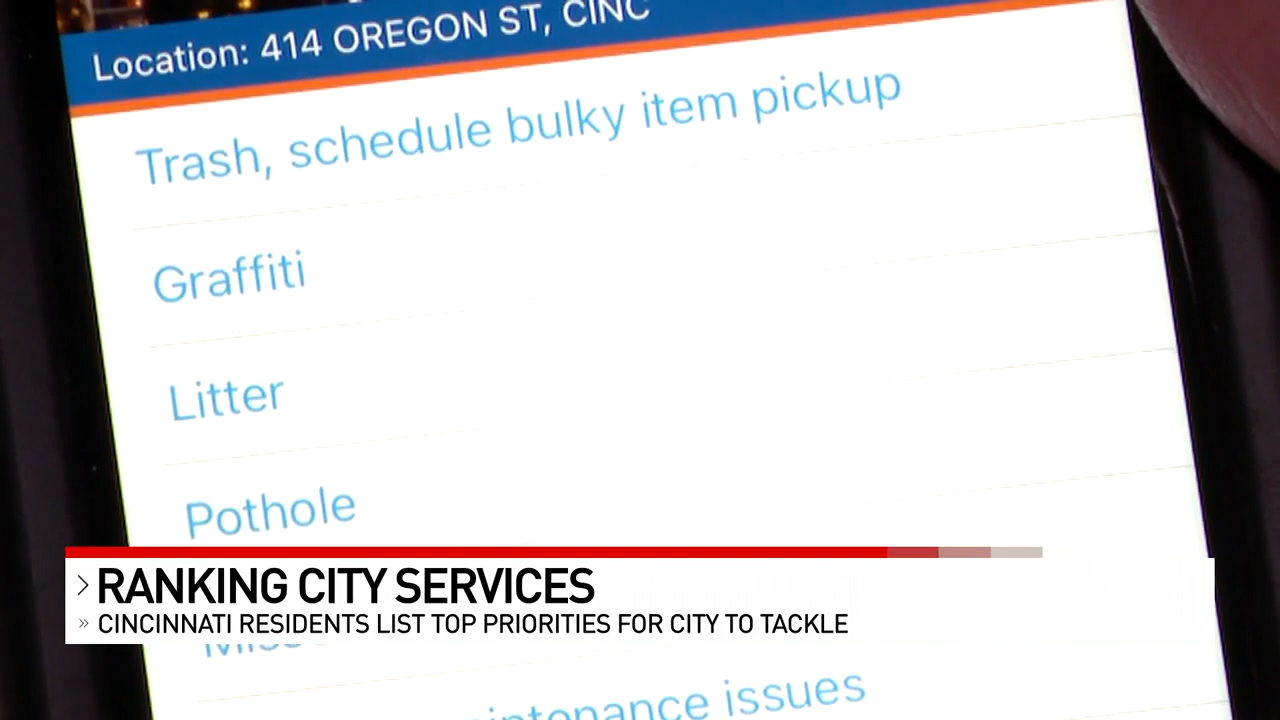 Location: 414 OREGON ST, CINC
Trash, schedule bulky item pickup
Graffiti
Litter
Pothole
> RANKING CITY SERVICES
» CINCINNATI RESIDENTS LIST TOP PRIORITIES FOR CITY TO TACKLE
issues